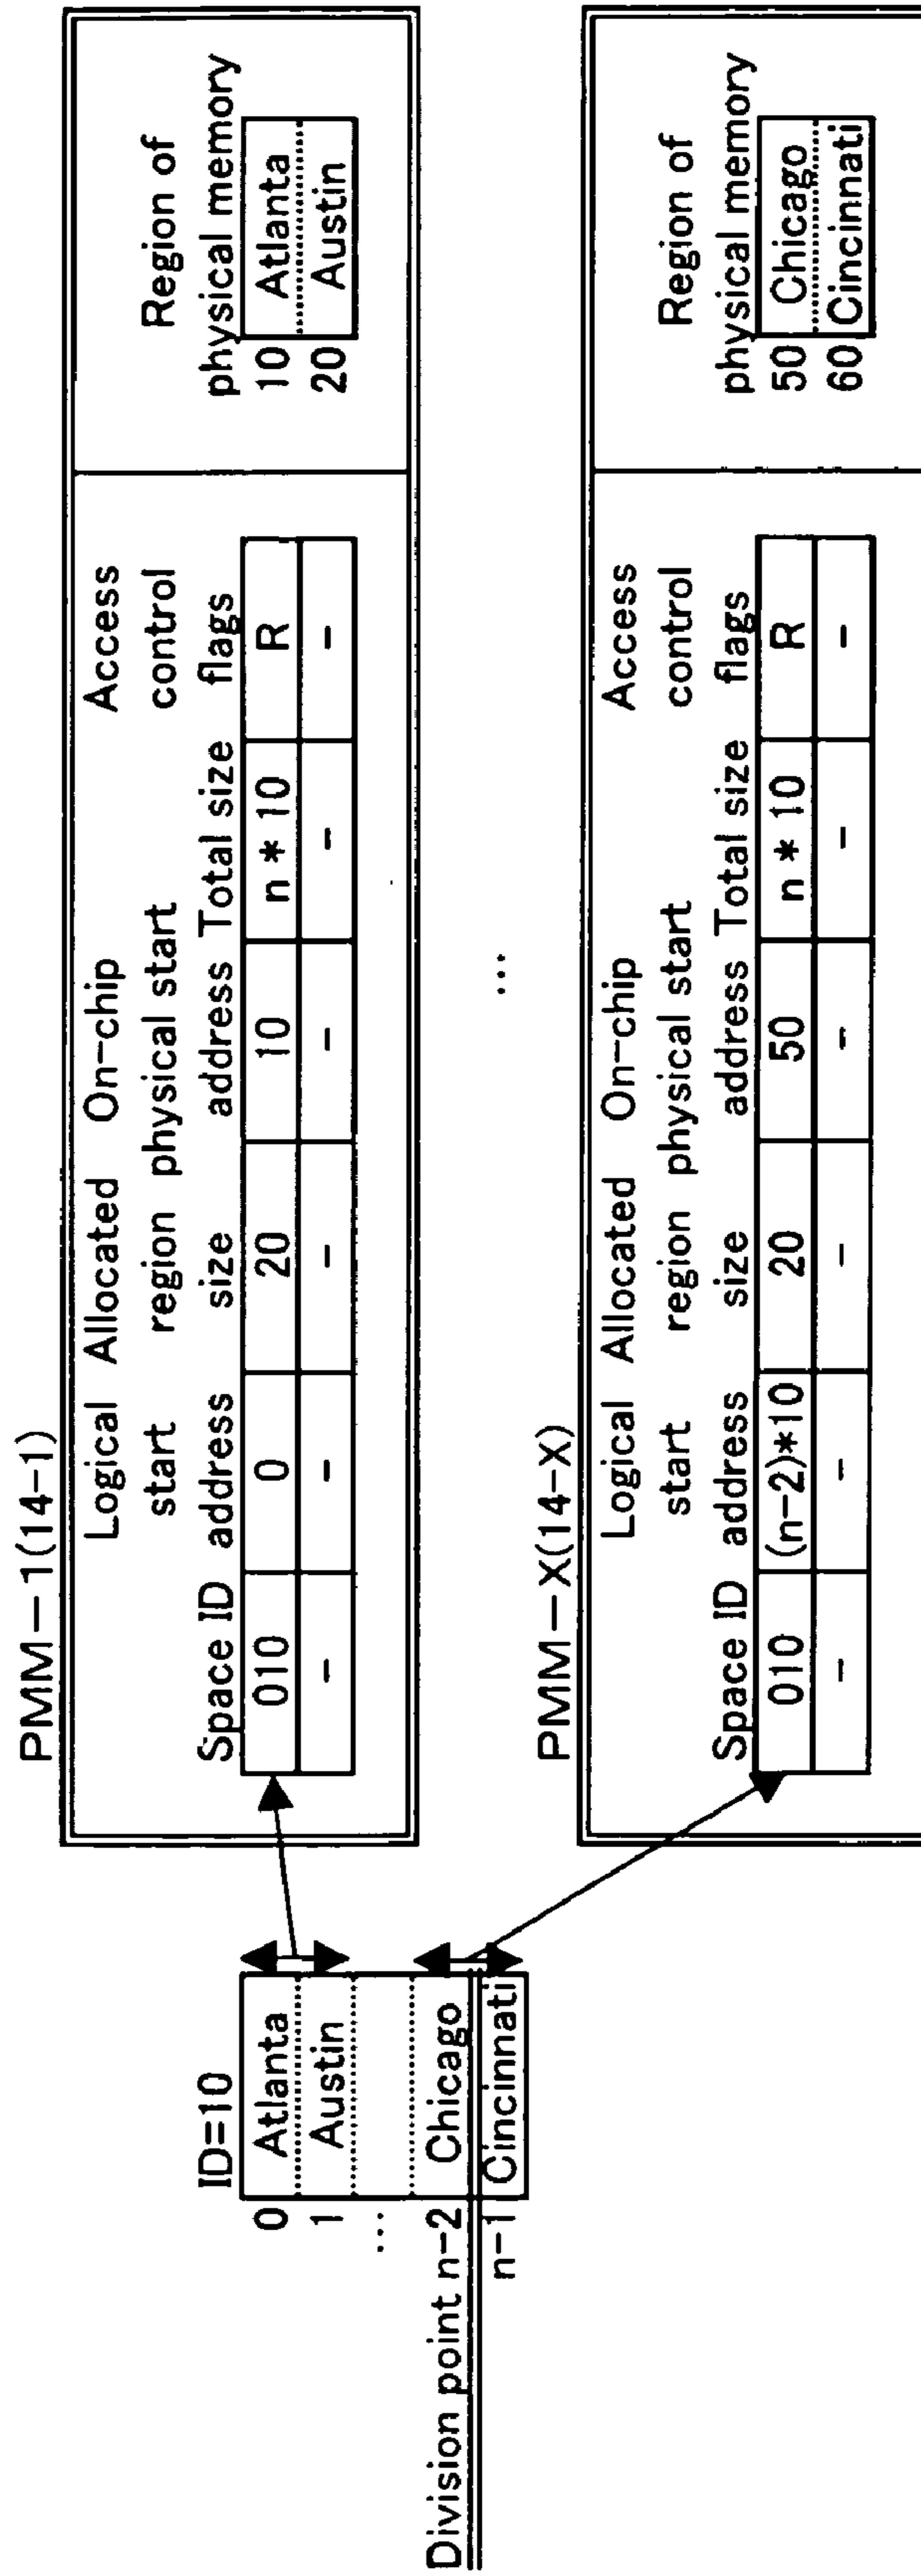 ID=10
0 Atlanta
1 Austin
...
Division point n-2 Chicago
n-1 Cincinnati
PMM-1(14-1)
Space ID
Logical start address
Allocated region size
On-chip physical start address
Total size
Access control flags
010 0 20 10 n * 10 R
- - - - - -
Region of
physical memory
10 Atlanta
20 Austin
...
PMM-X(14-X)
Space ID
Logical start address
Allocated region size
On-chip physical start address
Total size
Access control flags
010 (n-2)*10 20 50 n * 10 R
- - - - - -
Region of
physical memory
50 Chicago
60 Cincinnati